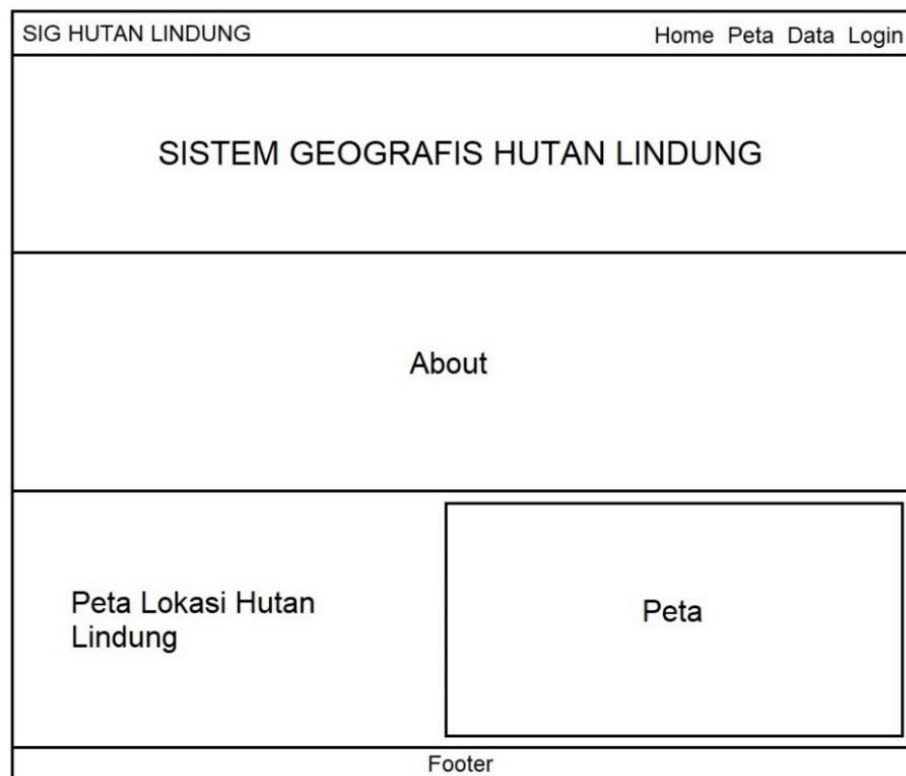 SIG HUTAN LINDUNG
Home Peta Data Login
SISTEM GEOGRAFIS HUTAN LINDUNG
About
Peta Lokasi Hutan
Lindung
Peta
Footer